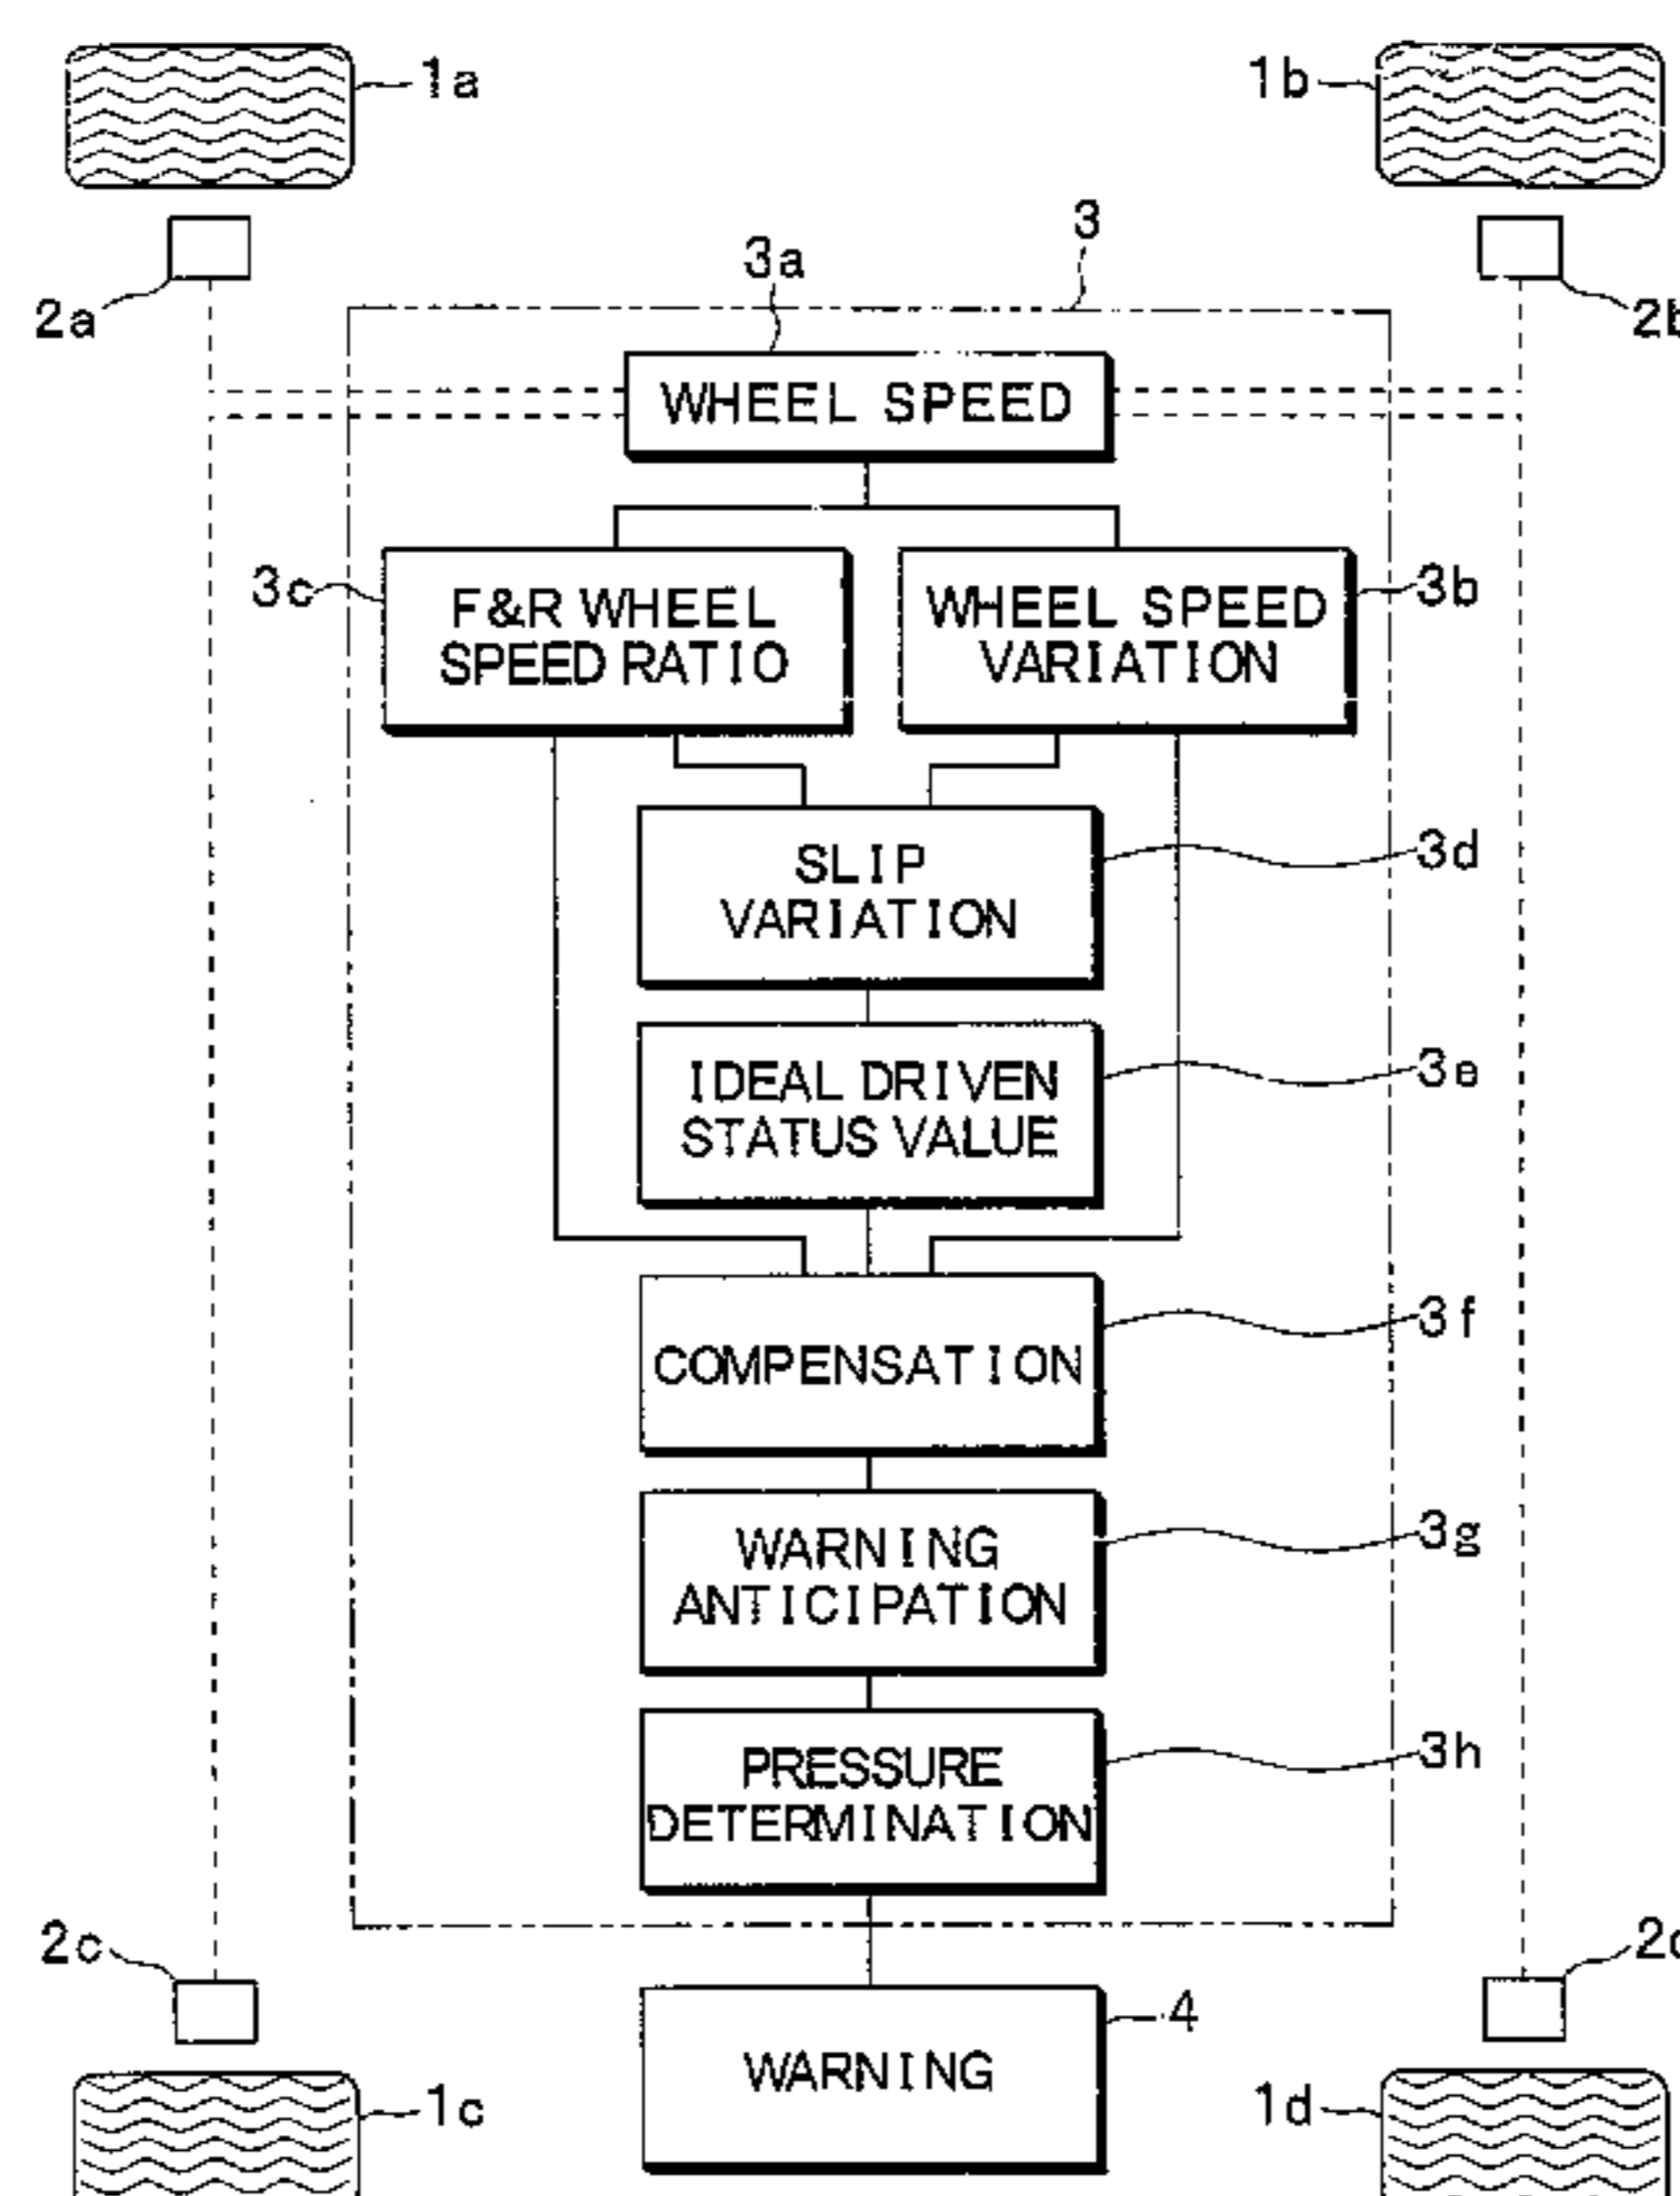 1a
1b
2a
3a
3
WHEEL SPEED
3c
F&R WHEEL
SPEED RATIO
WHEEL SPEED
VARIATION
3b
SLIP
VARIATION
3d
IDEAL DRIVEN
STATUS VALUE
3e
COMPENSATION
3f
WARNING
ANTICIPATION
3g
PRESSURE
DETERMINATION
3h
2c
4
WARNING
1c
1d